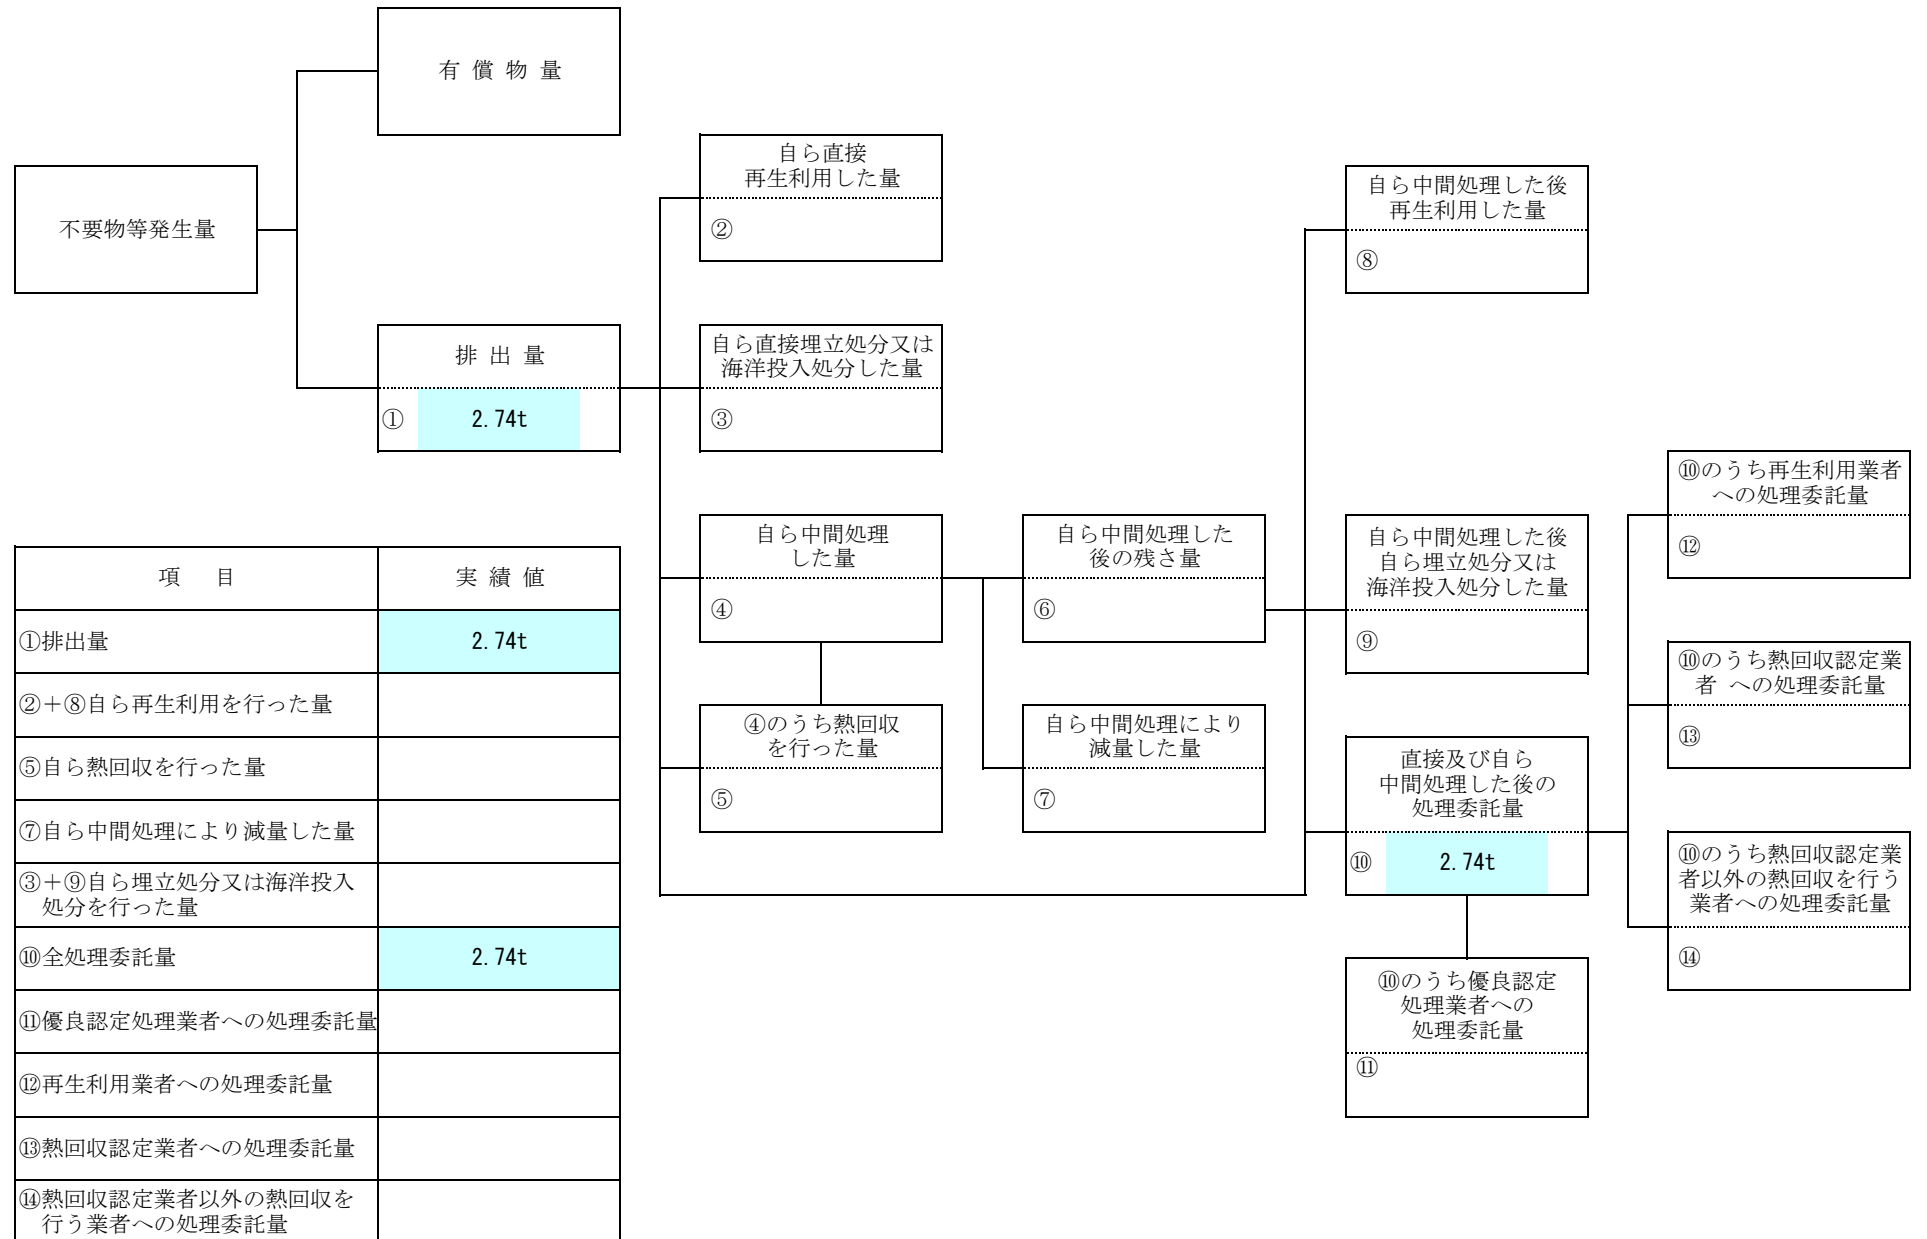 有 償 物 量
不要物等発生量
排 出 量
① 2.74t
自ら直接
再生利用した量
②
自ら直接埋立処分又は
海洋投入処分した量
③
自ら中間処理
した量
④
④のうち熱回収
を行った量
⑤
自ら中間処理した
後の残さ量
⑥
自ら中間処理により
減量した量
⑦
自ら中間処理した後
再生利用した量
⑧
自ら中間処理した後
自ら埋立処分又は
海洋投入処分した量
⑨
直接及び自ら
中間処理した後の
処理委託量
⑩ 2.74t
⑩のうち優良認定
処理業者への
処理委託量
⑪
⑩のうち再生利用業者
への処理委託量
⑫
⑩のうち熱回収認定業
者 への処理委託量
⑬
⑩のうち熱回収認定業
者以外の熱回収を行う
業者への処理委託量
⑭
項 目 実 績 値
①排出量 2.74t
②＋⑧自ら再生利用を行った量
⑤自ら熱回収を行った量
⑦自ら中間処理により減量した量
③＋⑨自ら埋立処分又は海洋投入
処分を行った量
⑩全処理委託量 2.74t
⑪優良認定処理業者への処理委託量
⑫再生利用業者への処理委託量
⑬熱回収認定業者への処理委託量
⑭熱回収認定業者以外の熱回収を
行う業者への処理委託量